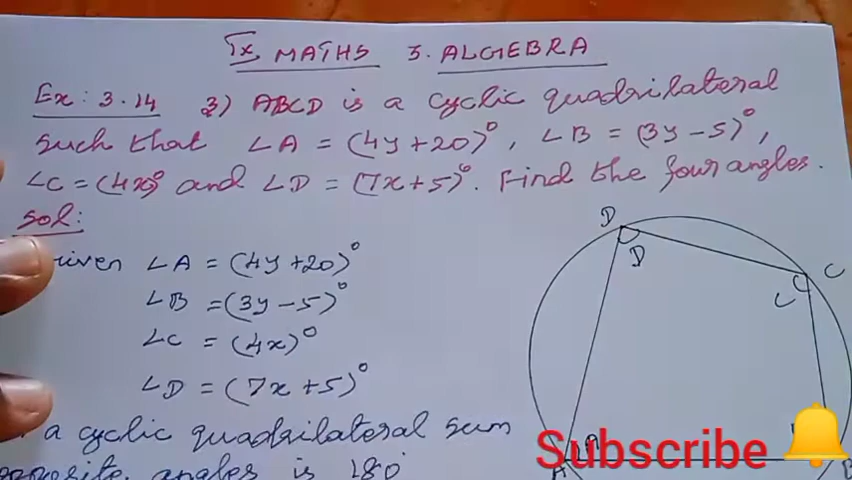 IX MATHS 3. ALGEBRA
Ex: 3.14 3) ABCD is a cyclic quadrilateral
such that ∠A = (4y+20)°, ∠B = (3y-5)°,
∠C = (4x)° and ∠D = (7x+5)°. Find the four angles.
Sol:
iven ∠A = (4y+20)°
∠B = (3y-5)°
∠C = (4x)°
∠D = (7x+5)°
a cyclic quadrilateral sum
opposite angles is 180°
D
D
C
C
A
A
B
Subscribe